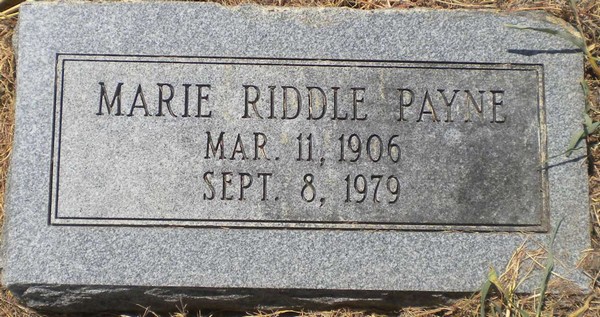 MARIE RIDDLE PAYNE
MAR. 11, 1906
SEPT. 8, 1979